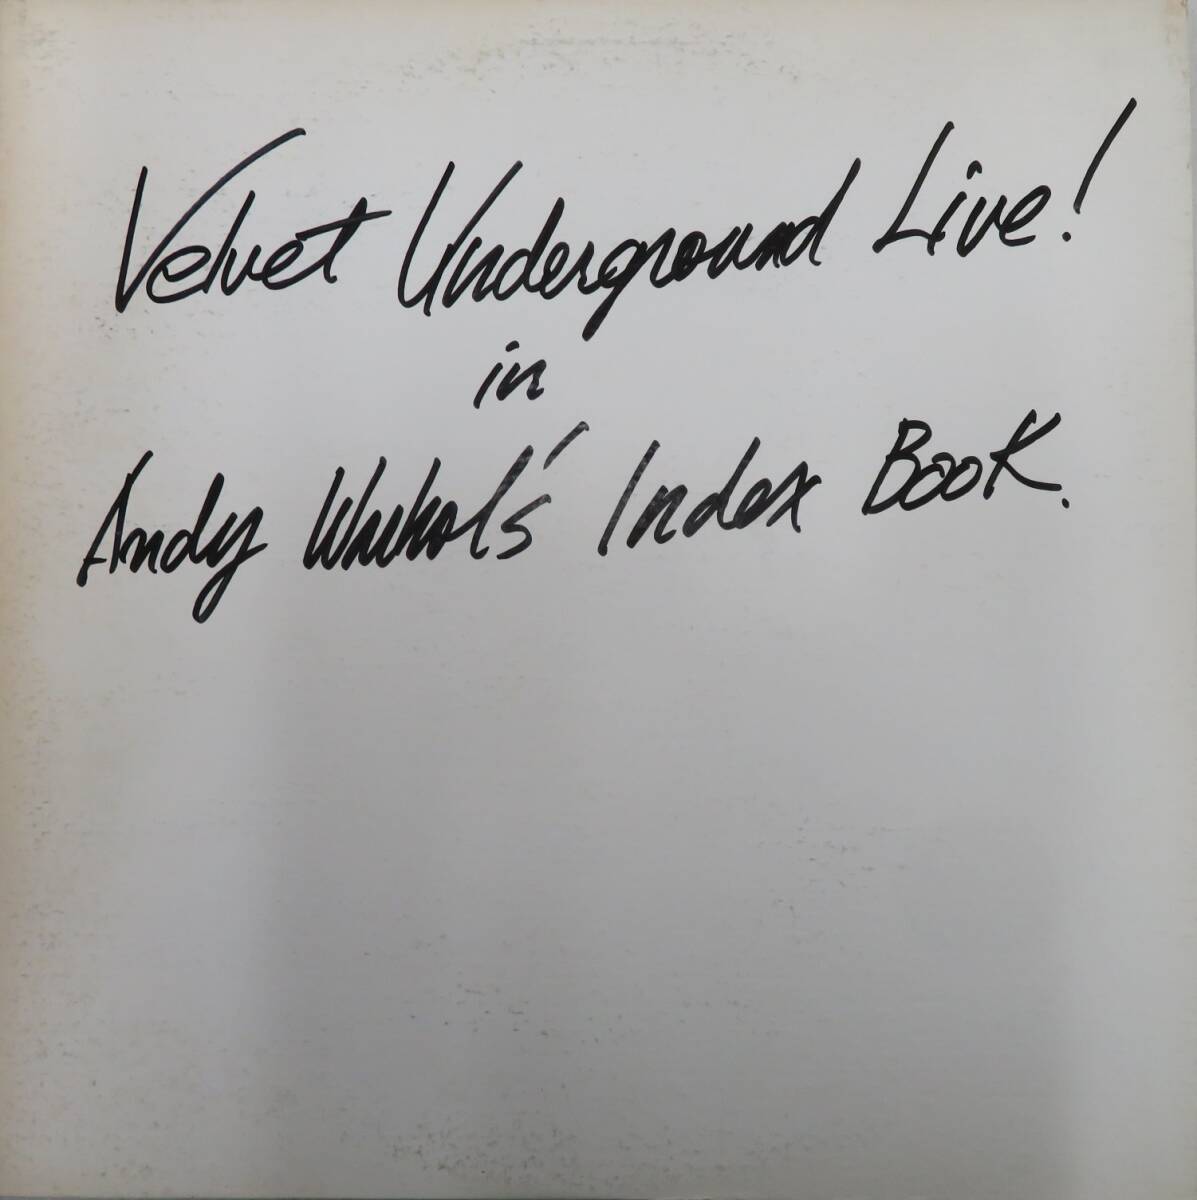 Velvet Underground Live!
in
Andy Warhol's Index Book.